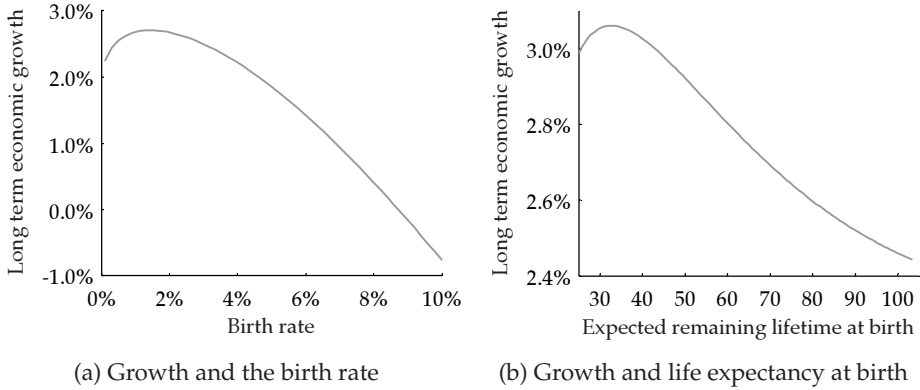 Long term economic growth
3.0%
2.0%
1.0%
0.0%
-1.0%
0% 2% 4% 6% 8% 10%
Birth rate
(a) Growth and the birth rate
Long term economic growth
3.0%
2.8%
2.6%
2.4%
30 40 50 60 70 80 90 100
Expected remaining lifetime at birth
(b) Growth and life expectancy at birth